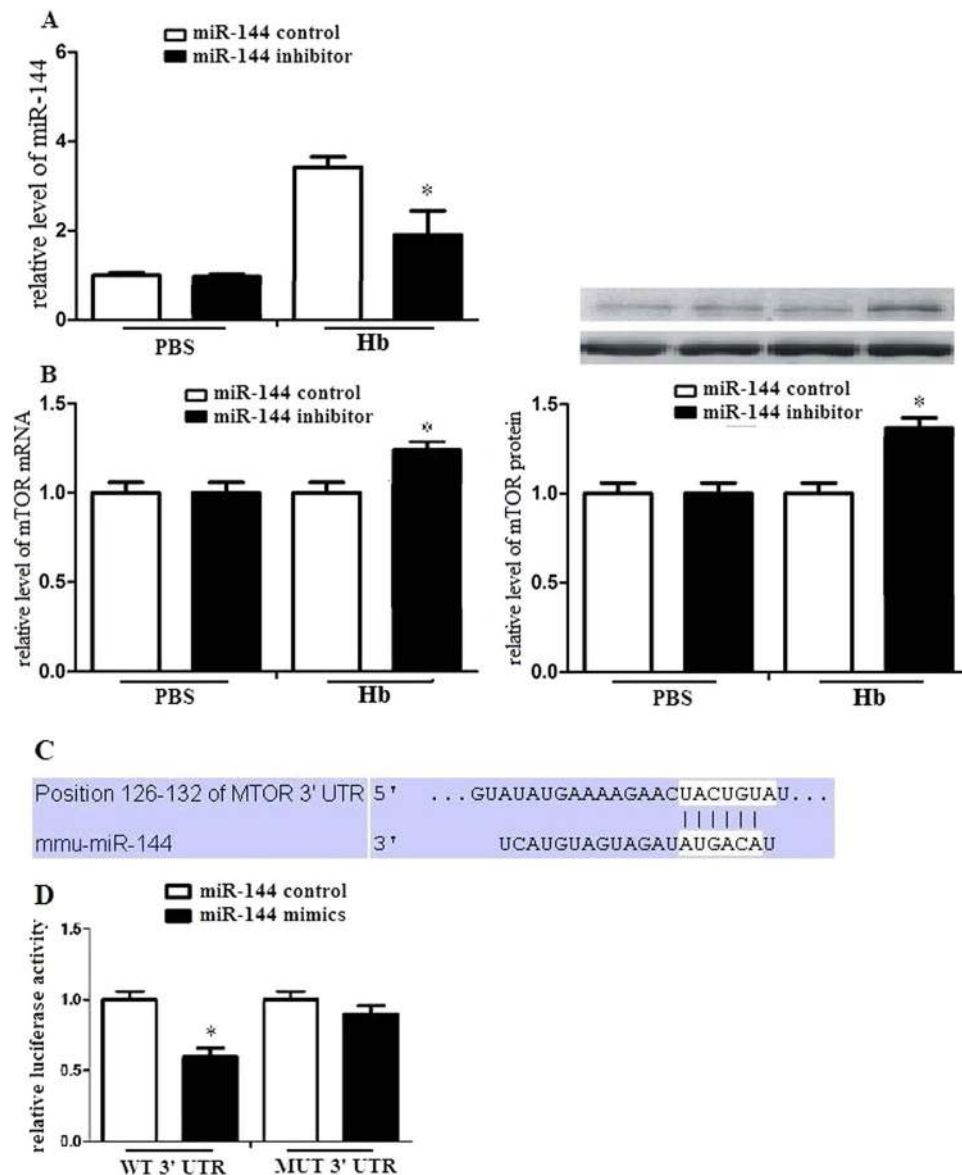 A
miR-144 control
miR-144 inhibitor
relative level of miR-144
6
4
2
0
PBS
Hb
B
miR-144 control
miR-144 inhibitor
relative level of mTOR mRNA
1.5
1.0
0.5
0.0
PBS
Hb
miR-144 control
miR-144 inhibitor
relative level of mTOR protein
1.5
1.0
0.5
0.0
PBS
Hb
*
*
*
C
Position 126-132 of MTOR 3' UTR 5' ...GUAUAUGAAAAGAACUACUGUAU...
mmu-miR-144 3' UCAUGUAGUAGAUAUGACAU
D
miR-144 control
miR-144 mimics
relative luciferase activity
1.5
1.0
0.5
0.0
*
WT 3' UTR
MUT 3' UTR